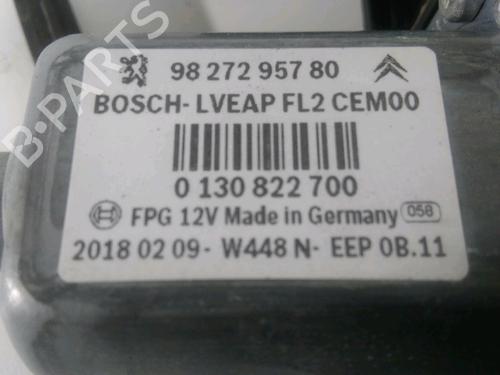 98 272 957 80
BOSCH- LVEAP FL2 CEM00
0 130 822 700
FPG 12V Made in Germany 058
2018 02 09- W448 N- EEP 0B.11
B-PARTS